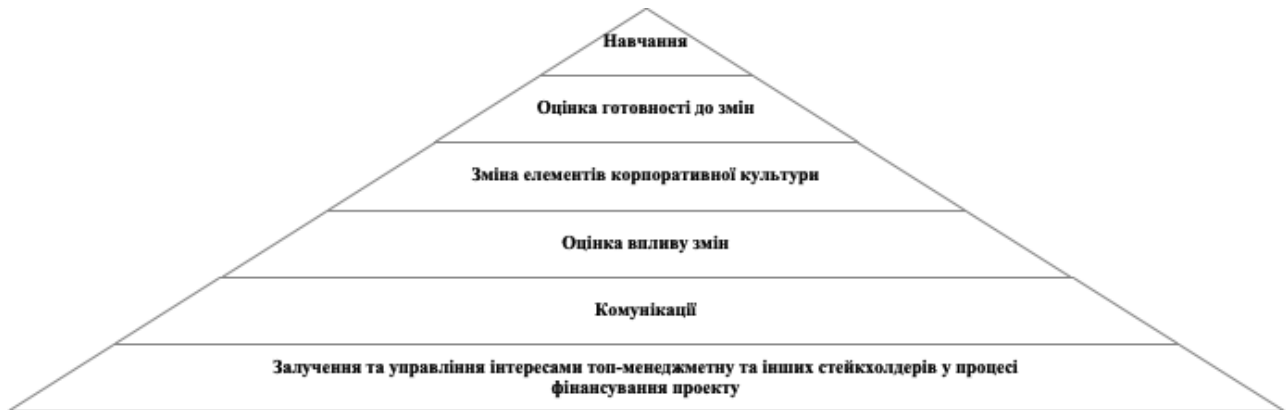 Навчання
Оцінка готовності до змін
Зміна елементів корпоративної культури
Оцінка впливу змін
Комунікації
Залучення та управління інтересами топ-менеджметну та інших стейкхолдерів у процесі
фінансування проекту